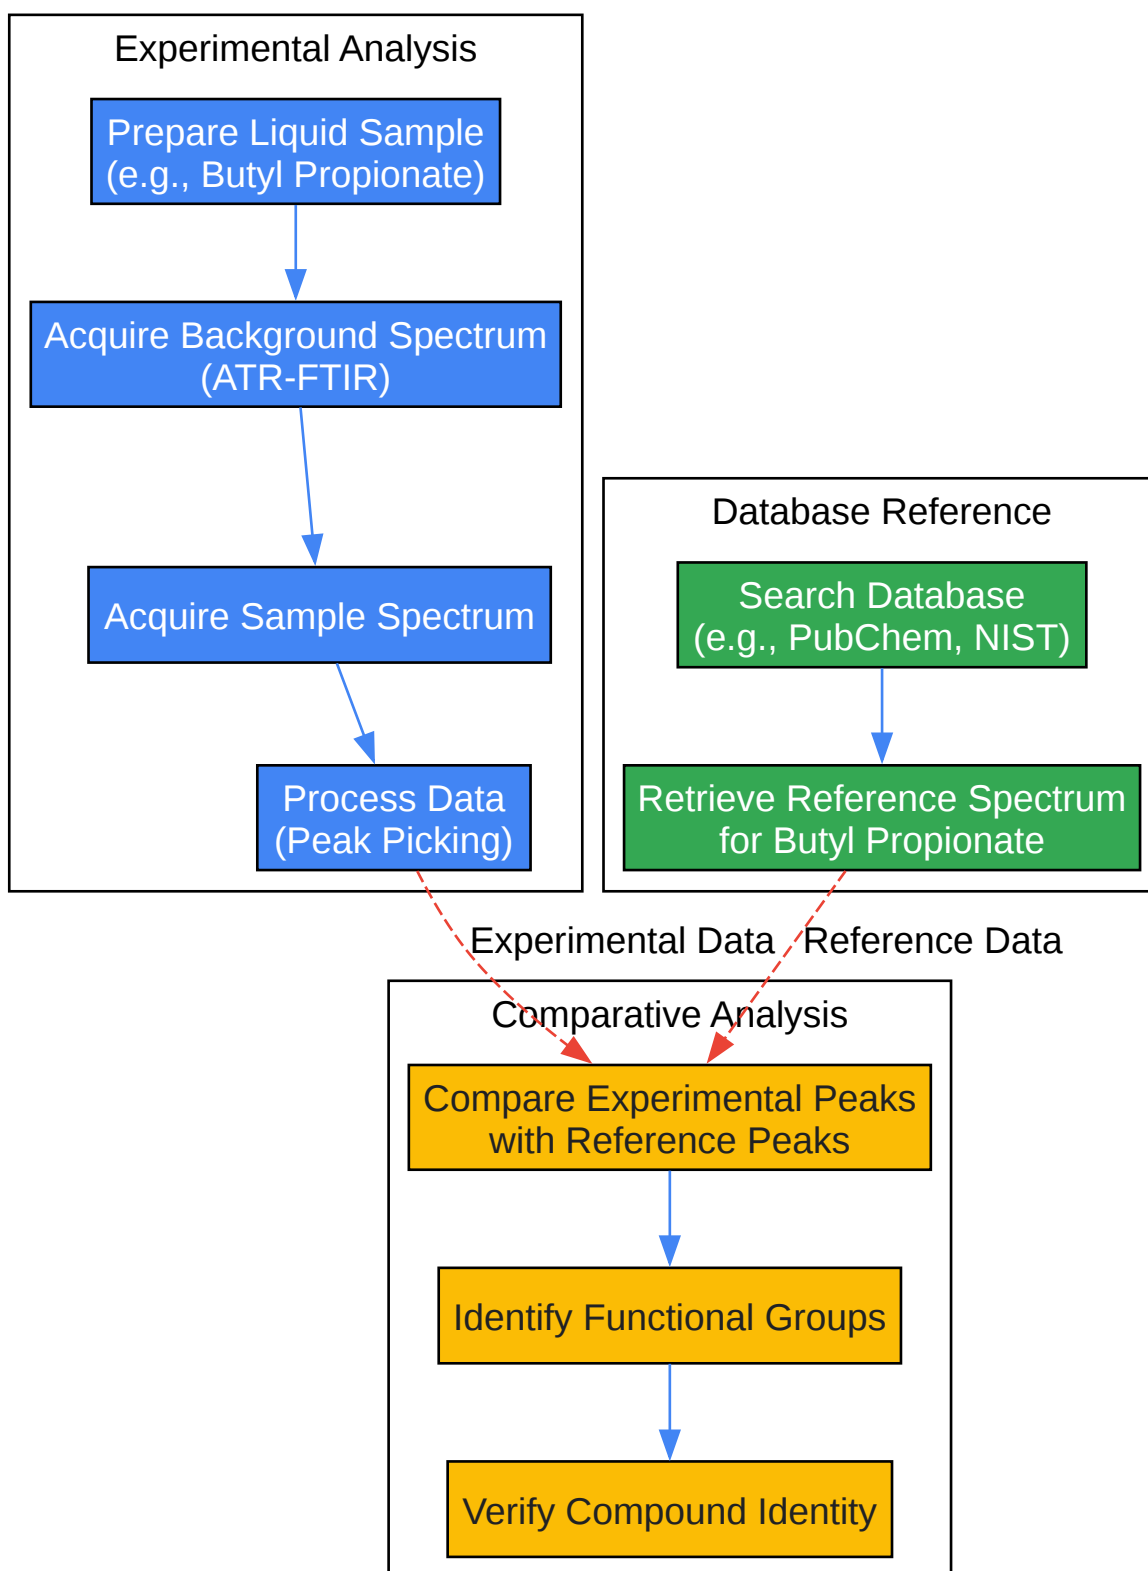 Experimental Analysis
Prepare Liquid Sample
(e.g., Butyl Propionate)
Acquire Background Spectrum
(ATR-FTIR)
Acquire Sample Spectrum
Process Data
(Peak Picking)
Database Reference
Search Database
(e.g., PubChem, NIST)
Retrieve Reference Spectrum
for Butyl Propionate
Experimental Data
Reference Data
Comparative Analysis
Compare Experimental Peaks
with Reference Peaks
Identify Functional Groups
Verify Compound Identity